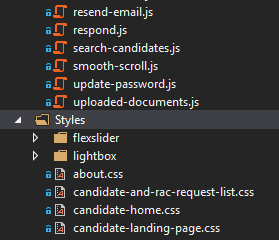 resend-email.js
respond.js
search-candidates.js
smooth-scroll.js
update-password.js
uploaded-documents.js
Styles
flexslider
lightbox
about.css
candidate-and-rac-request-list.css
candidate-home.css
candidate-landing-page.css